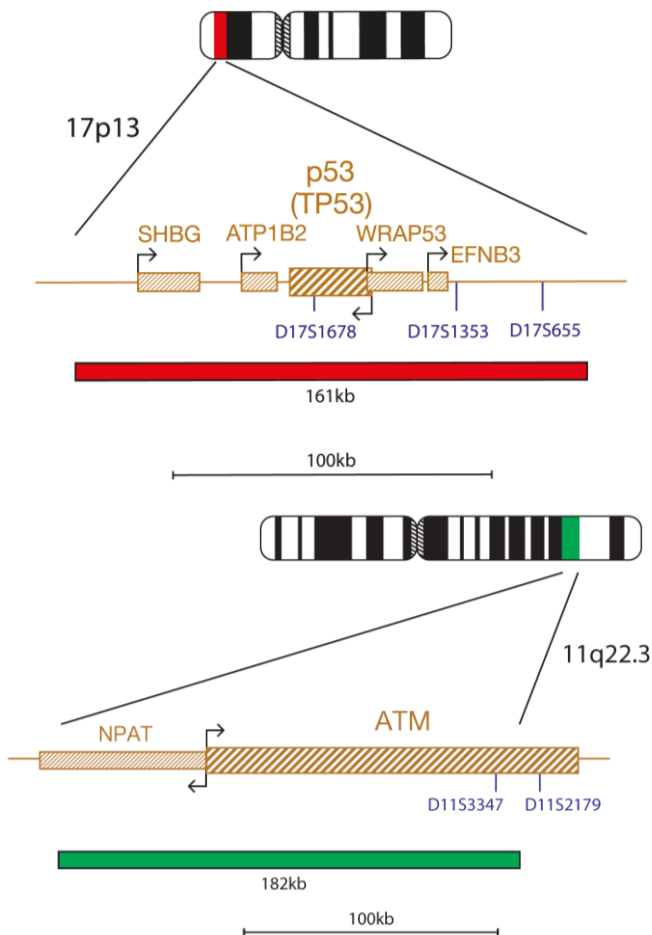 17p13
p53
(TP53)
SHBG
ATP1B2
WRAP53
EFNB3
D17S1678
D17S1353
D17S655
161kb
100kb
11q22.3
NPAT
ATM
D11S3347
D11S2179
182kb
100kb